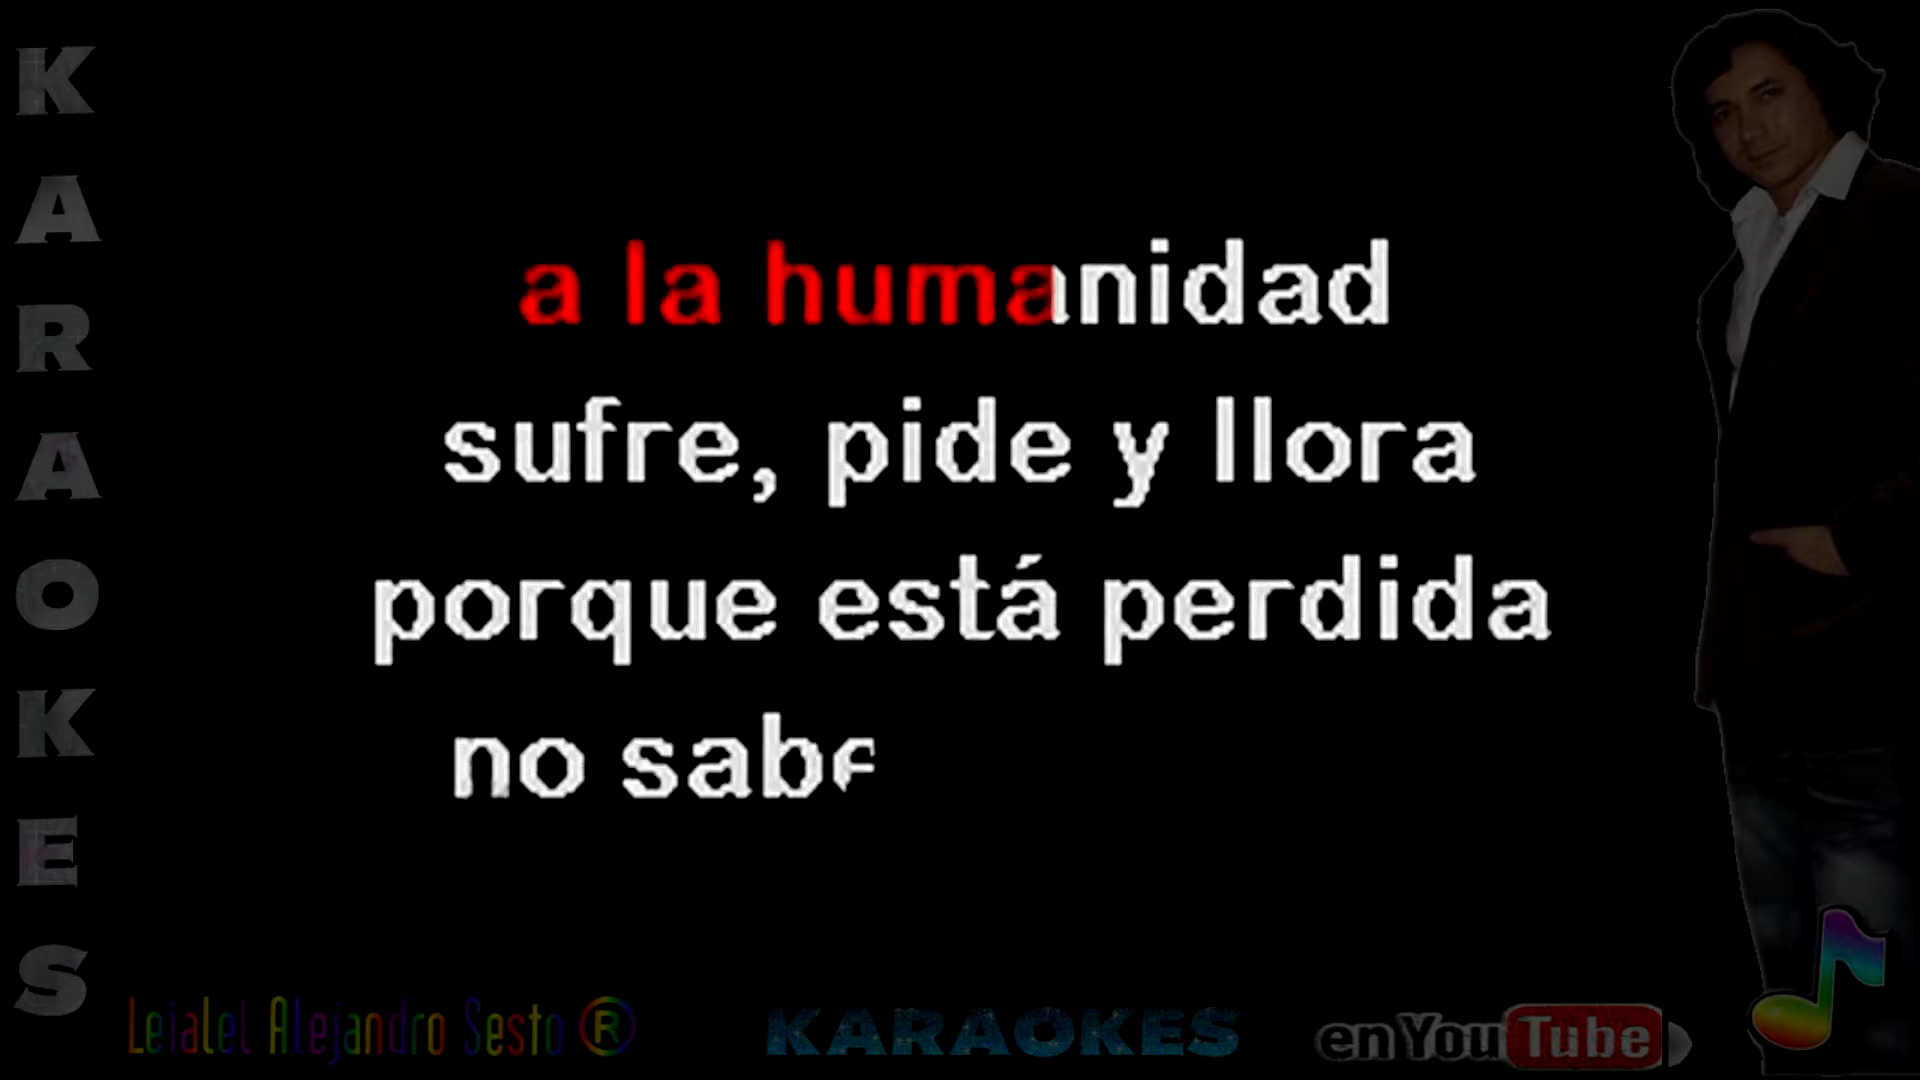 KARAOKES
a la humanidad
sufre, pide y llora
porque está perdida
no sabe
Leialel Alejandro Sesto ®
KARAOKES
en YouTube